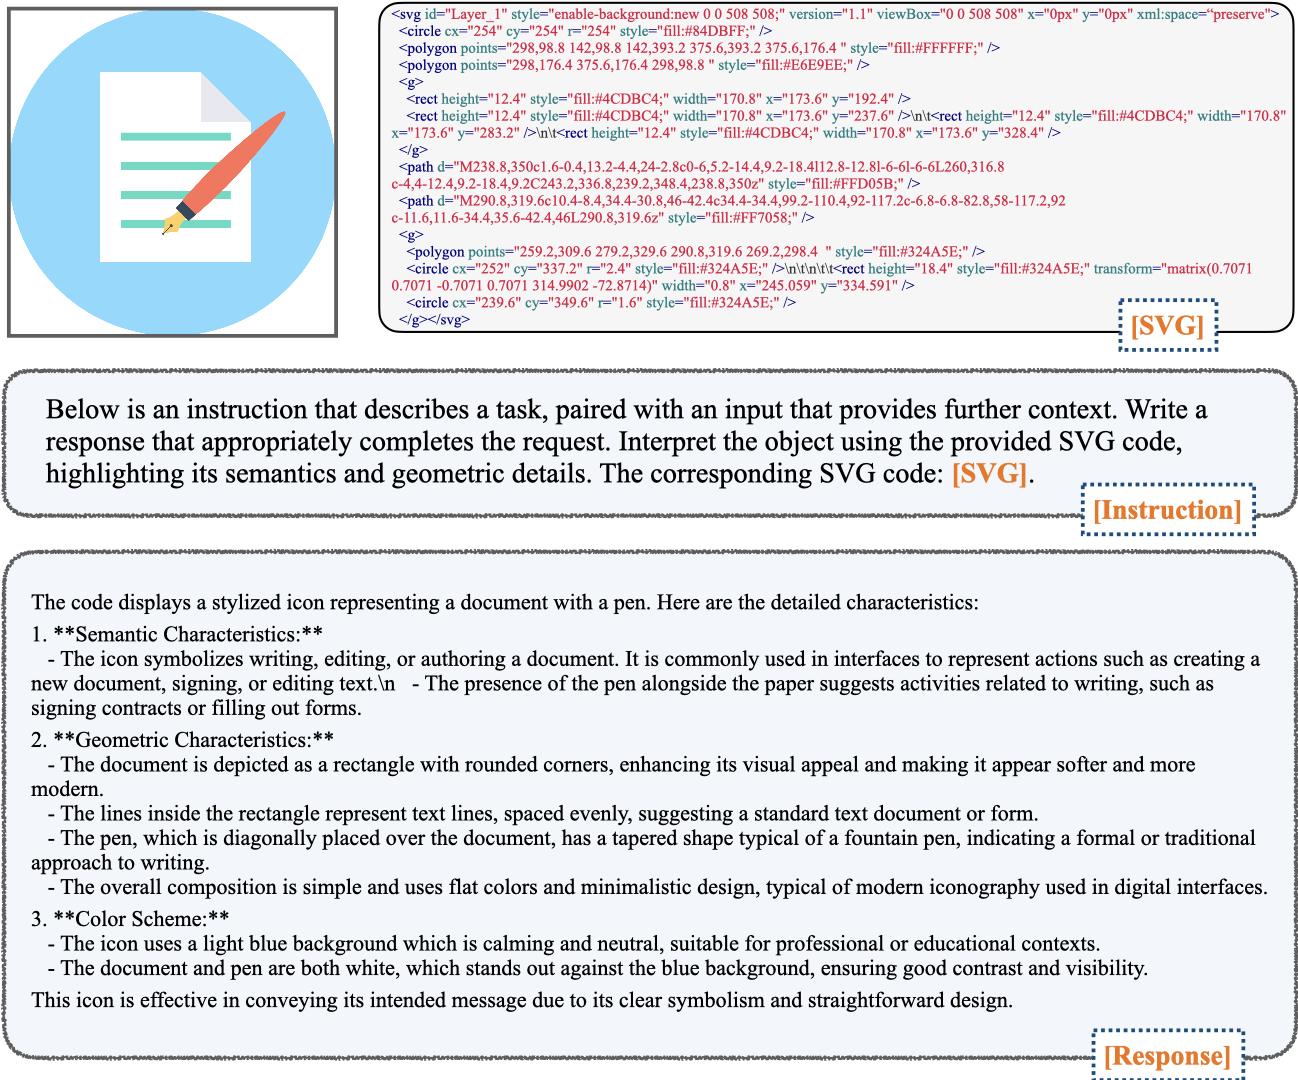 <svg id="Layer_1" style="enable-background:new 0 0 508 508;" version="1.1" viewBox="0 0 508 508" x="0px" y="0px" xml:space=“preserve">
<circle cx="254" cy="254" r="254" style="fill:#84DBFF;" />
<polygon points="298,98.8 142,98.8 142,393.2 375.6,393.2 375.6,176.4 " style="fill:#FFFFFF;" />
<polygon points="298,176.4 375.6,176.4 298,98.8 " style="fill:#E6E9EE;" />
<g>
<rect height="12.4" style="fill:#4CDBC4;" width="170.8" x="173.6" y="192.4" />
<rect height="12.4" style="fill:#4CDBC4;" width="170.8" x="173.6" y="237.6" />\n\t<rect height="12.4" style="fill:#4CDBC4;" width="170.8"
x="173.6" y="283.2" />\n\t<rect height="12.4" style="fill:#4CDBC4;" width="170.8" x="173.6" y="328.4" />
</g>
<path d="M238.8,350c1.6-0.4,13.2-4.4,24-2.8c0-6,5.2-14.4,9.2-18.4l12.8-12.8l-6-6l-6-6L260,316.8
c-4,4-12.4,9.2-18.4,9.2C243.2,336.8,239.2,348.4,238.8,350z" style="fill:#FFD05B;" />
<path d="M290.8,319.6c10.4-8.4,34.4-30.8,46-42.4c34.4-34.4,99.2-110.4,92-117.2c-6.8-6.8-82.8,58-117.2,92
c-11.6,11.6-34.4,35.6-42.4,46L290.8,319.6z" style="fill:#FF7058;" />
<g>
<polygon points="259.2,309.6 279.2,329.6 290.8,319.6 269.2,298.4  " style="fill:#324A5E;" />
<circle cx="252" cy="337.2" r="2.4" style="fill:#324A5E;" />\n\t\n\t\t<rect height="18.4" style="fill:#324A5E;" transform="matrix(0.7071
0.7071 -0.7071 0.7071 314.9902 -72.8714)" width="0.8" x="245.059" y="334.591" />
<circle cx="239.6" cy="349.6" r="1.6" style="fill:#324A5E;" />
</g></svg>
[SVG]
Below is an instruction that describes a task, paired with an input that provides further context. Write a
response that appropriately completes the request. Interpret the object using the provided SVG code,
highlighting its semantics and geometric details. The corresponding SVG code: [SVG].
[Instruction]
The code displays a stylized icon representing a document with a pen. Here are the detailed characteristics:
1. **Semantic Characteristics:**
- The icon symbolizes writing, editing, or authoring a document. It is commonly used in interfaces to represent actions such as creating a
new document, signing, or editing text.\n   - The presence of the pen alongside the paper suggests activities related to writing, such as
signing contracts or filling out forms.
2. **Geometric Characteristics:**
- The document is depicted as a rectangle with rounded corners, enhancing its visual appeal and making it appear softer and more
modern.
- The lines inside the rectangle represent text lines, spaced evenly, suggesting a standard text document or form.
- The pen, which is diagonally placed over the document, has a tapered shape typical of a fountain pen, indicating a formal or traditional
approach to writing.
- The overall composition is simple and uses flat colors and minimalistic design, typical of modern iconography used in digital interfaces.
3. **Color Scheme:**
- The icon uses a light blue background which is calming and neutral, suitable for professional or educational contexts.
- The document and pen are both white, which stands out against the blue background, ensuring good contrast and visibility.
This icon is effective in conveying its intended message due to its clear symbolism and straightforward design.
[Response]